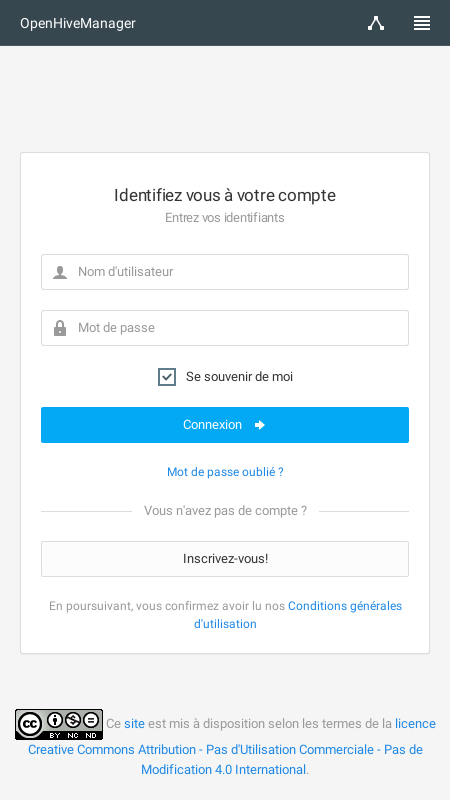 OpenHiveManager
Identifiez vous à votre compte
Entrez vos identifiants
Nom d'utilisateur
Mot de passe
Se souvenir de moi
Connexion
Mot de passe oublié ?
Vous n'avez pas de compte ?
Inscrivez-vous!
En poursuivant, vous confirmez avoir lu nos Conditions générales
d'utilisation
cc BY NC ND Ce site est mis à disposition selon les termes de la licence
Creative Commons Attribution - Pas d'Utilisation Commerciale - Pas de
Modification 4.0 International.